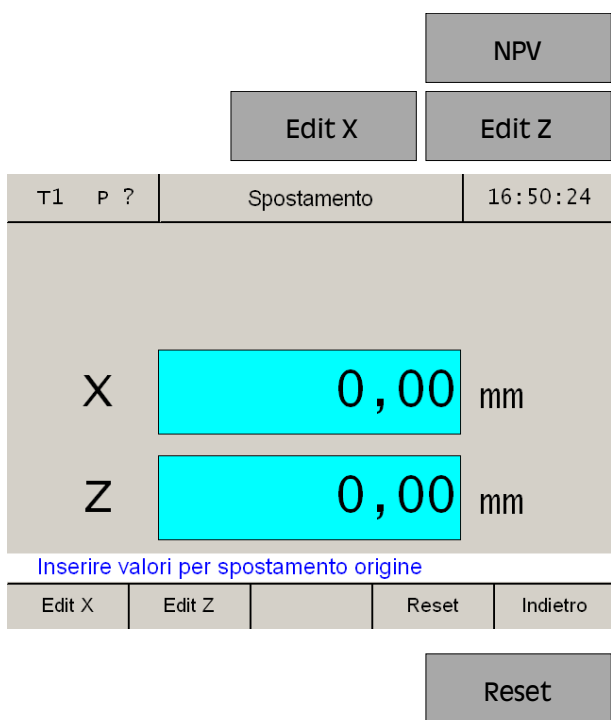 NPV
Edit X Edit Z
T1 P ? Spostamento 16:50:24
X 0,00 mm
Z 0,00 mm
Inserire valori per spostamento origine
Edit X Edit Z Reset Indietro
Reset